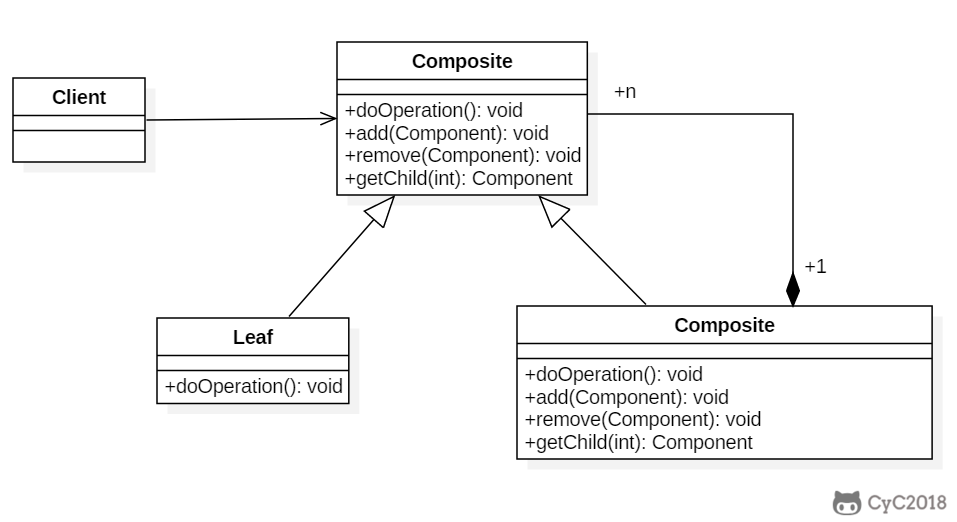 Client
Composite
+doOperation(): void
+add(Component): void
+remove(Component): void
+getChild(int): Component
+n
+1
Leaf
+doOperation(): void
Composite
+doOperation(): void
+add(Component): void
+remove(Component): void
+getChild(int): Component
CyC2018